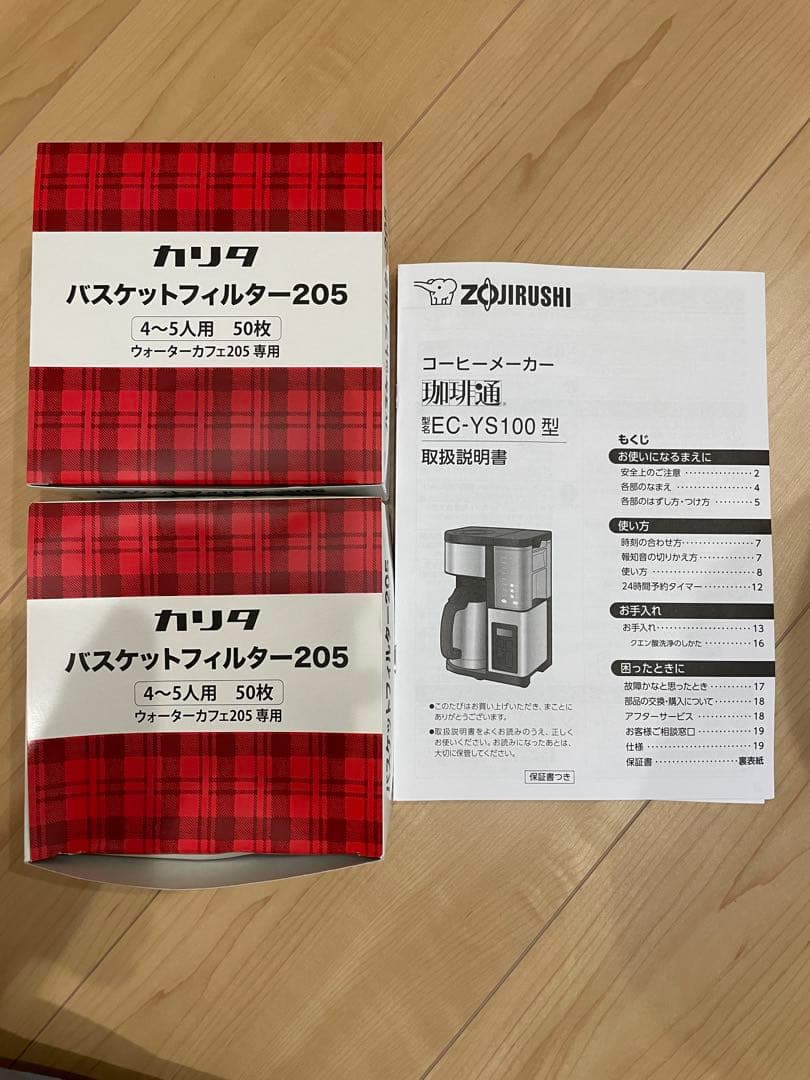 カリタ
バスケットフィルター205
4〜5人用 50枚
ウォーターカフェ205専用
カリタ
バスケットフィルター205
4〜5人用 50枚
ウォーターカフェ205専用
バスケットフィルター205
ZOJIRUSHI
コーヒーメーカー
珈琲通
型名 EC-YS100 型
取扱説明書
●このたびはお買い上げいただき、まことに
ありがとうございます。
●取扱説明書をよくお読みのうえ、正しく
お使いください。お読みになったあとは、
大切に保管してください。
保証書つき
もくじ
お使いになるまえに
安全上のご注意 ················ 2
各部のなまえ ·················· 4
各部のはずし方・つけ方 ········ 5
使い方
時刻の合わせ方················ 7
報知音の切りかえ方············ 7
使い方 ························ 8
24時間予約タイマー············ 12
お手入れ
お手入れ······················ 13
クエン酸洗浄のしかた ·········· 16
困ったときに
故障かなと思ったとき·········· 17
部品の交換・購入について······ 18
アフターサービス ·············· 18
お客様ご相談窓口·············· 19
仕様 ·························· 19
保証書···················· 裏表紙